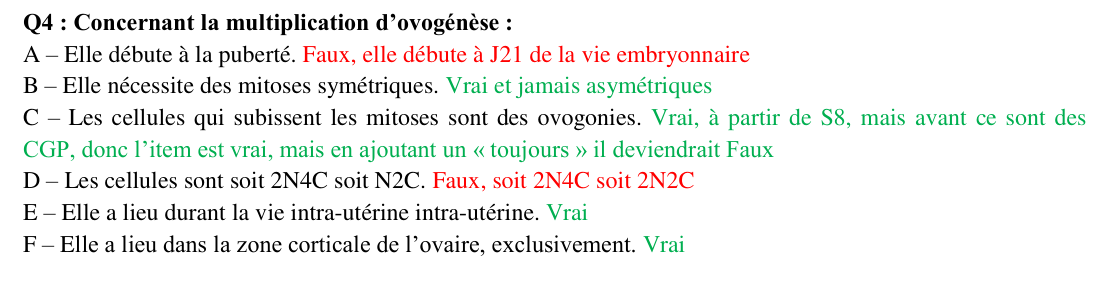 Q4 : Concernant la multiplication d’ovogénèse :
A – Elle débute à la puberté. Faux, elle débute à J21 de la vie embryonnaire
B – Elle nécessite des mitoses symétriques. Vrai et jamais asymétriques
C – Les cellules qui subissent les mitoses sont des ovogonies. Vrai, à partir de S8, mais avant ce sont des
CGP, donc l’item est vrai, mais en ajoutant un « toujours » il deviendrait Faux
D – Les cellules sont soit 2N4C soit N2C. Faux, soit 2N4C soit 2N2C
E – Elle a lieu durant la vie intra-utérine intra-utérine. Vrai
F – Elle a lieu dans la zone corticale de l’ovaire, exclusivement. Vrai